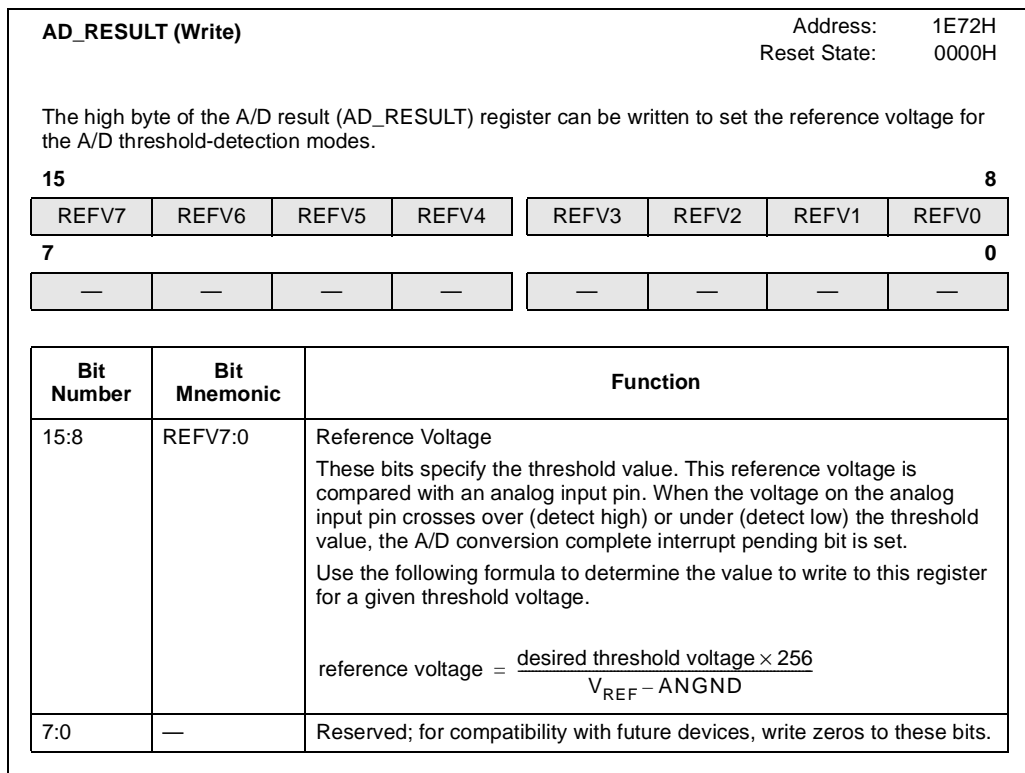 AD_RESULT (Write) Address: 1E72H
Reset State: 0000H
The high byte of the A/D result (AD_RESULT) register can be written to set the reference voltage for
the A/D threshold-detection modes.
15 8
REFV7 REFV6 REFV5 REFV4 REFV3 REFV2 REFV1 REFV0
7 0
— — — — — — — —
Bit Number Bit Mnemonic Function
15:8 REFV7:0 Reference Voltage
These bits specify the threshold value. This reference voltage is
compared with an analog input pin. When the voltage on the analog
input pin crosses over (detect high) or under (detect low) the threshold
value, the A/D conversion complete interrupt pending bit is set.
Use the following formula to determine the value to write to this register
for a given threshold voltage.
reference voltage = desired threshold voltage × 256
V_REF – ANGND
7:0 — Reserved; for compatibility with future devices, write zeros to these bits.